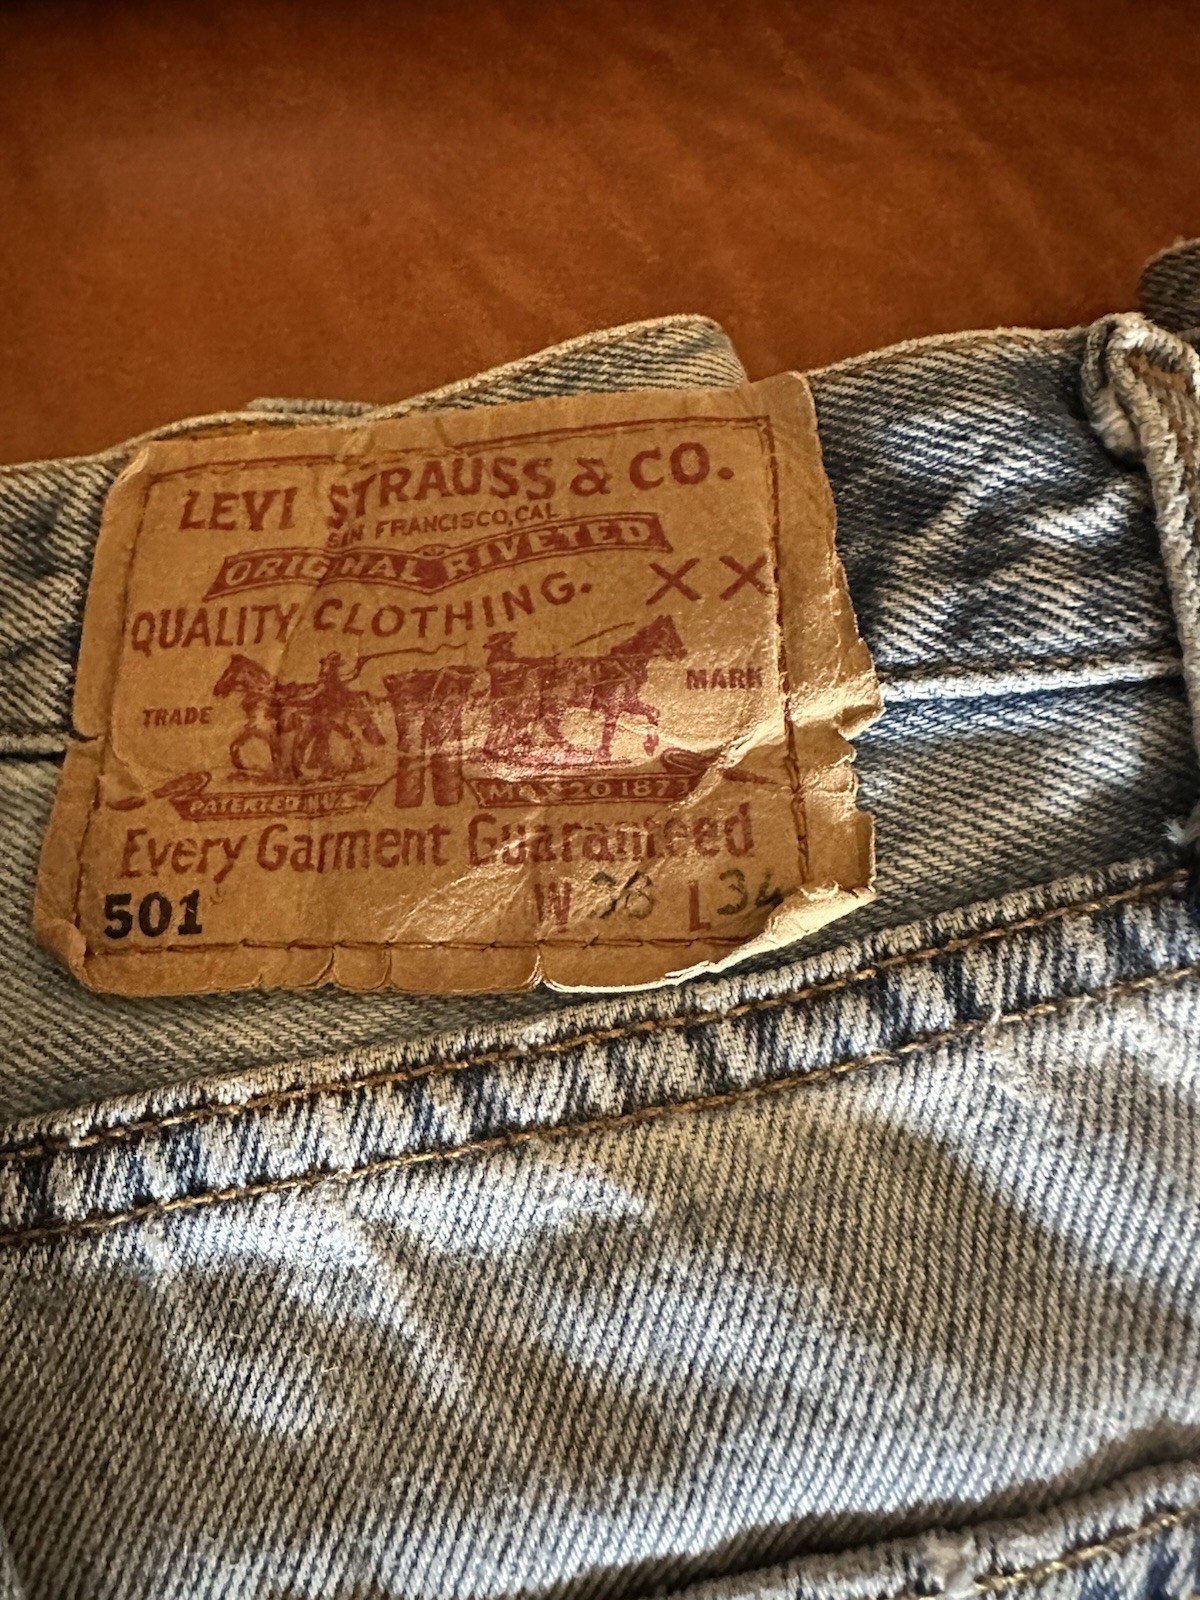 LEVI STRAUSS & CO.
SAN FRANCISCO, CAL
ORIGINAL RIVETED
QUALITY CLOTHING. XX
TRADE MARK
PATENTED IN U.S. MAY 20 1873
Every Garment Guaranteed
501 W L34